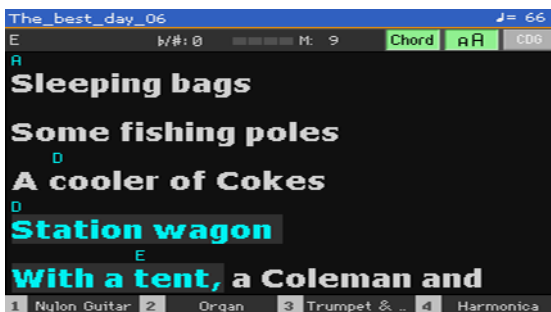 The_best_day_06 ♩= 66
E b/#: 0 M: 9 Chord AA CDG
A
Sleeping bags
Some fishing poles
D
A cooler of Cokes
D
Station wagon
E
With a tent, a Coleman and
1 Nylon Guitar 2 Organ 3 Trumpet & .. 4 Harmonica